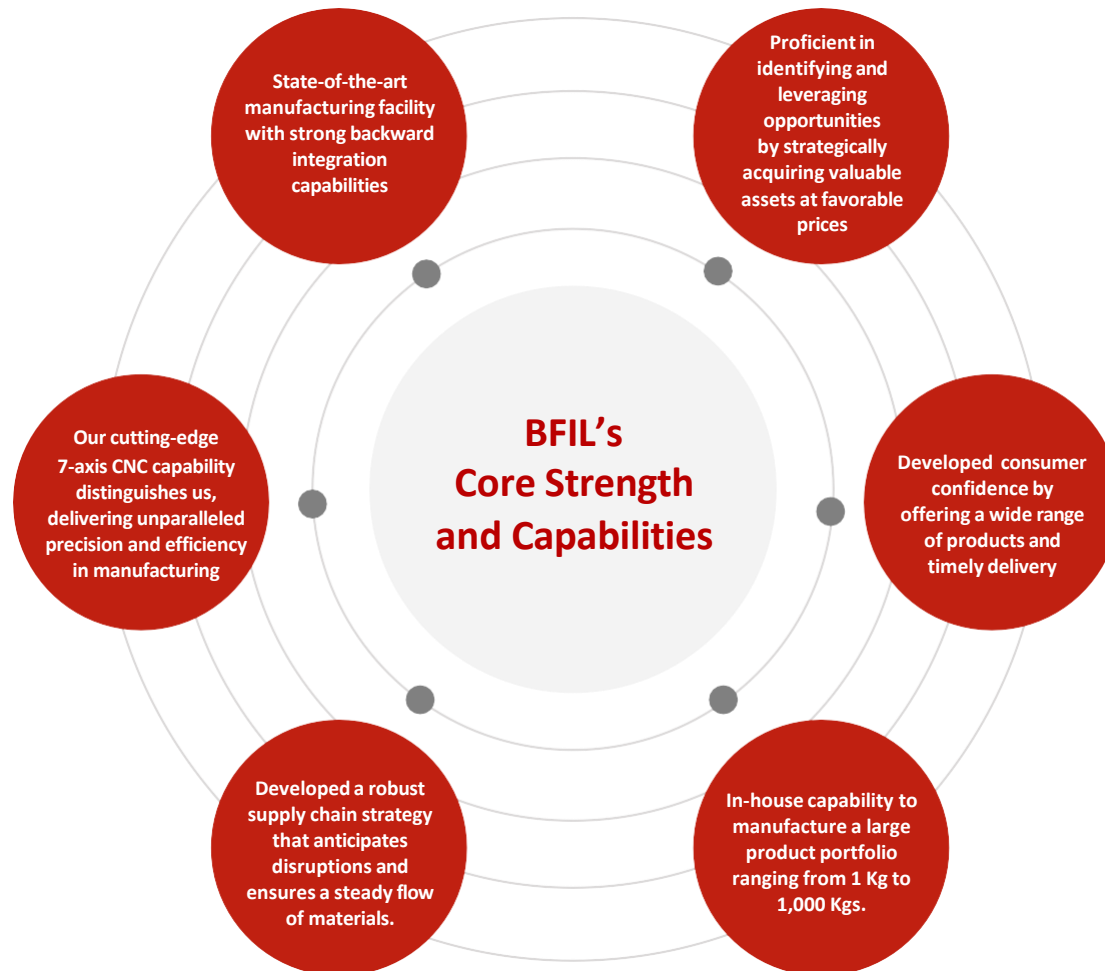 State-of-the-art
manufacturing facility
with strong backward
integration
capabilities
Proficient in
identifying and
leveraging
opportunities
by strategically
acquiring valuable
assets at favorable
prices
Our cutting-edge
7-axis CNC capability
distinguishes us,
delivering unparalleled
precision and efficiency
in manufacturing
BFIL’s
Core Strength
and Capabilities
Developed consumer
confidence by
offering a wide range
of products and
timely delivery
Developed a robust
supply chain strategy
that anticipates
disruptions and
ensures a steady flow
of materials.
In-house capability to
manufacture a large
product portfolio
ranging from 1 Kg to
1,000 Kgs.